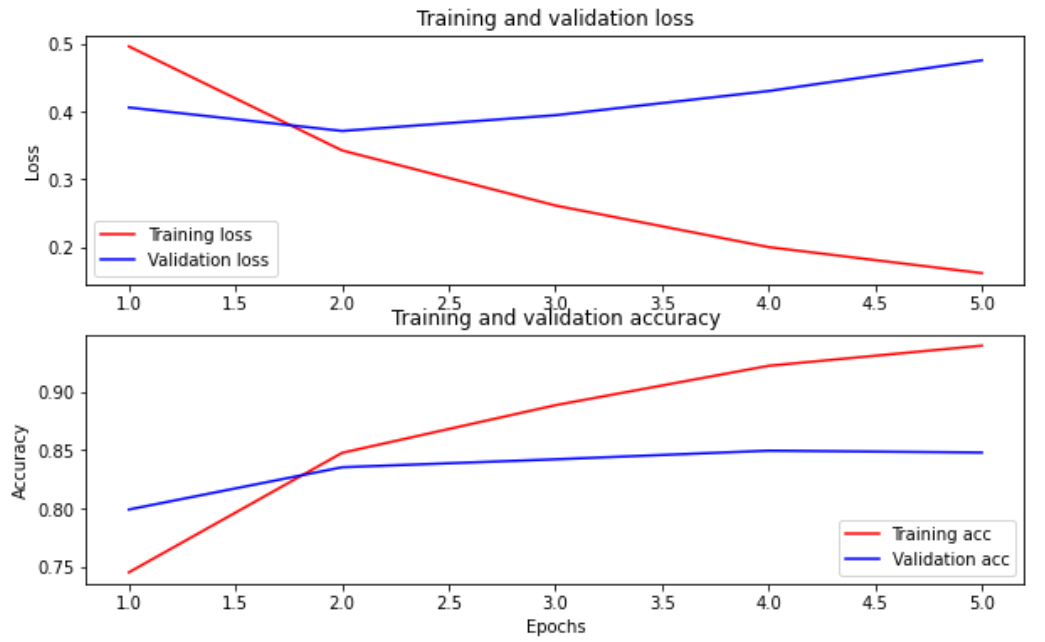 Training and validation loss
0.5
0.4
0.3
0.2
Loss
Training loss
Validation loss
1.0 1.5 2.0 2.5 3.0 3.5 4.0 4.5 5.0
Training and validation accuracy
0.90
0.85
0.80
0.75
Accuracy
Training acc
Validation acc
1.0 1.5 2.0 2.5 3.0 3.5 4.0 4.5 5.0
Epochs